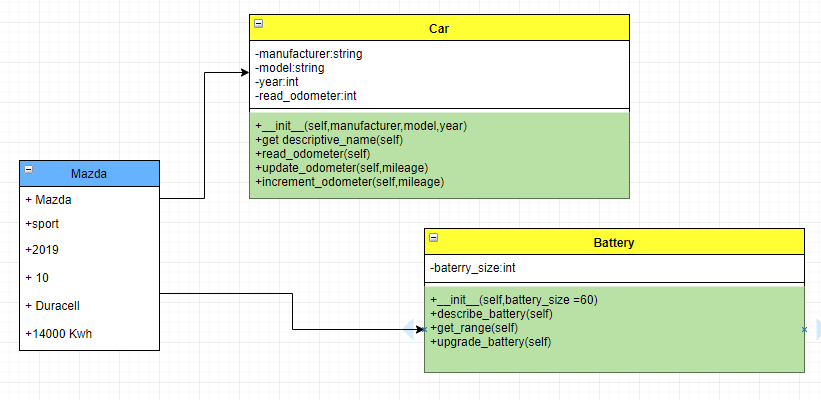 Car
-manufacturer:string
-model:string
-year:int
-read_odometer:int
+__init__(self,manufacturer,model,year)
+get descriptive_name(self)
+read_odometer(self)
+update_odometer(self,mileage)
+increment_odometer(self,mileage)
Mazda
+ Mazda
+sport
+2019
+ 10
+ Duracell
+14000 Kwh
Battery
-baterry_size:int
+__init__(self,battery_size =60)
+describe_battery(self)
+get_range(self)
+upgrade_battery(self)